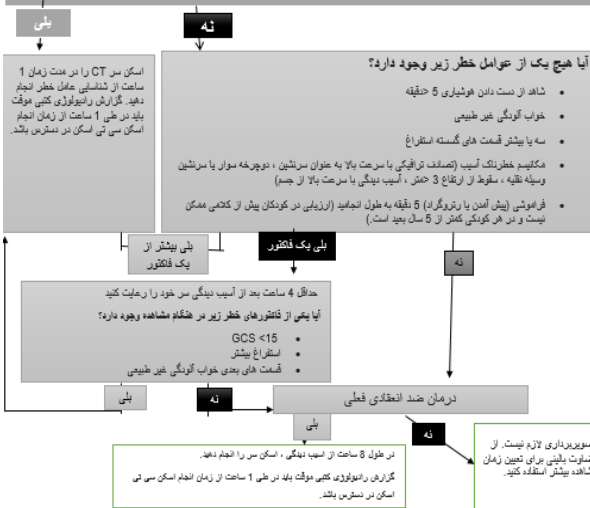 بلی
نه
اسکن سر CT را در مدت زمان 1
ساعت از شناسایی عامل خطر انجام
دهید. گزارش رادیولوژی کتبی موقت
باید در طی 1 ساعت از زمان انجام
اسکن سی تی اسکن در دسترس باشد.
آیا هیچ یک از عوامل خطر زیر وجود دارد؟
• شاهد از دست دادن هوشیاری 5 <دقیقه
• خواب آلودگی غیر طبیعی
• سه یا بیشتر قسمت های گسسته استفراغ
• مکانیسم خطرناک آسیب (تصادف ترافیکی با سرعت بالا به عنوان سرنشین ، دوچرخه سوار یا سرنشین
وسیله نقلیه ، سقوط از ارتفاع 3 <متر ، آسیب دیدگی با سرعت بالا از جسم)
• فراموشی (پیش آمدن یا رتروگراد) 5 دقیقه به طول انجامید (ارزیابی در کودکان پیش از کلامی ممکن
نیست و در هر کودکی کمتر از 5 سال بعید است.)
بلی بیشتر از
یک فاکتور
بلی یک فاکتور
نه
حداقل 4 ساعت بعد از آسیب دیدگی سر خود را رعایت کنید
آیا یکی از فاکتورهای خطر زیر در هنگام مشاهده وجود دارد؟
• GCS <15
• استفراغ بیشتر
• قسمت های بعدی خواب آلودگی غیر طبیعی
بلی
نه
درمان ضد انعقادی فعلی
بلی
نه
در طول 8 ساعت از اسیب دیدگی ، اسکن سر را انجام دهید.
گزارش رادیولوژی کتبی موقت باید در طی 1 ساعت از زمان انجام اسکن سی تی
اسکن در دسترس باشد.
تصویربرداری لازم نیست. از
قضاوت بالینی برای تعیین زمان
مشاهده بیشتر استفاده کنید.